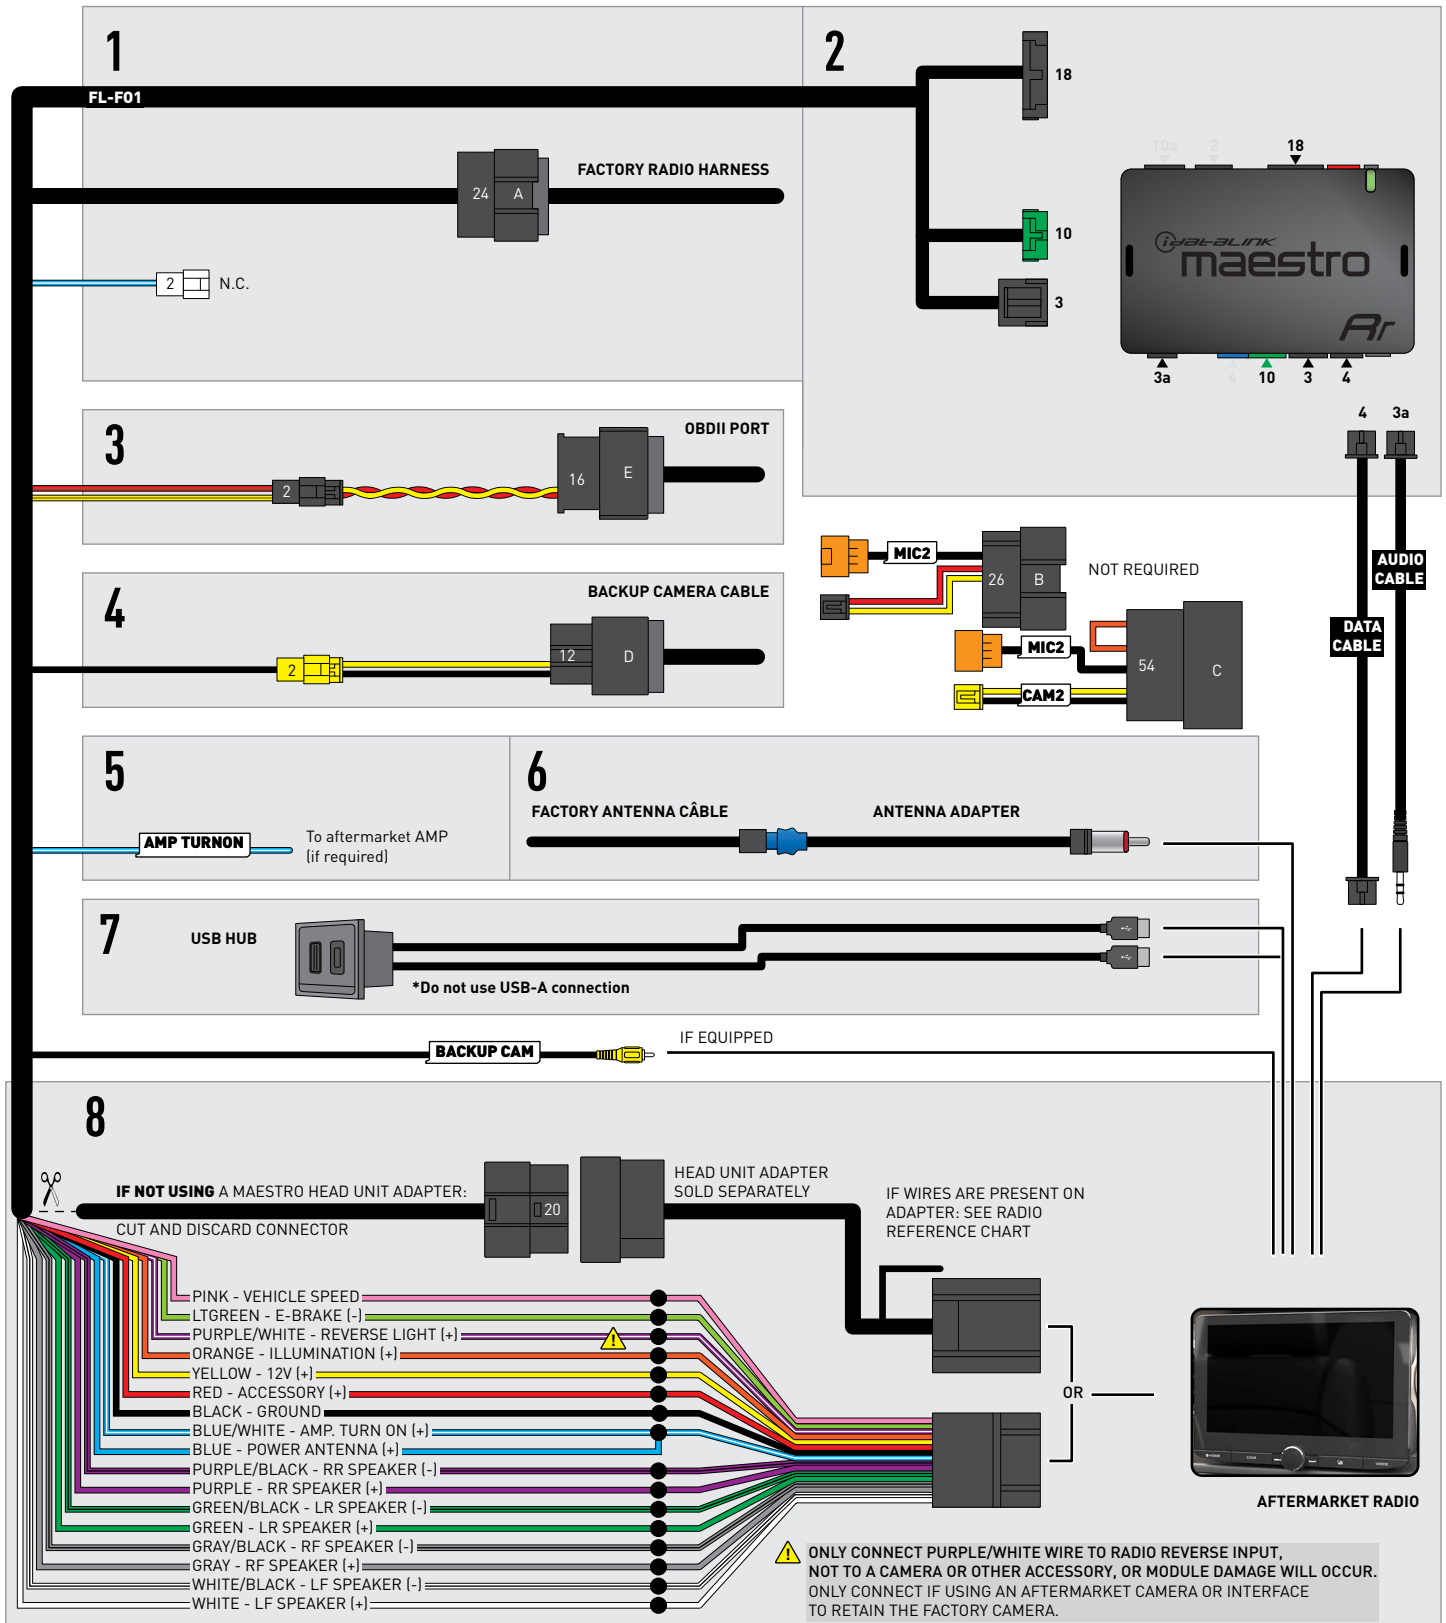 1
FL-FO1
FACTORY RADIO HARNESS
24
A
2
N.C.
2
18
10
3
10a
2
18
idatalink
maestro
Rr
3a
4
10
3
4
4
3a
AUDIO
CABLE
DATA
CABLE
3
OBDII PORT
2
16
E
MIC2
26
B
NOT REQUIRED
MIC2
54
C
CAM2
4
BACKUP CAMERA CABLE
2
12
D
5
AMP TURNON
To aftermarket AMP
(if required)
6
FACTORY ANTENNA CÂBLE
ANTENNA ADAPTER
7
USB HUB
*Do not use USB-A connection
BACKUP CAM
IF EQUIPPED
8
IF NOT USING A MAESTRO HEAD UNIT ADAPTER:
CUT AND DISCARD CONNECTOR
20
HEAD UNIT ADAPTER
SOLD SEPARATELY
IF WIRES ARE PRESENT ON
ADAPTER: SEE RADIO
REFERENCE CHART
PINK - VEHICLE SPEED
LTGREEN - E-BRAKE (-)
PURPLE/WHITE - REVERSE LIGHT (+)
ORANGE - ILLUMINATION (+)
YELLOW - 12V (+)
RED - ACCESSORY (+)
BLACK - GROUND
BLUE/WHITE - AMP. TURN ON (+)
BLUE - POWER ANTENNA (+)
PURPLE/BLACK - RR SPEAKER (-)
PURPLE - RR SPEAKER (+)
GREEN/BLACK - LR SPEAKER (-)
GREEN - LR SPEAKER (+)
GRAY/BLACK - RF SPEAKER (-)
GRAY - RF SPEAKER (+)
WHITE/BLACK - LF SPEAKER (-)
WHITE - LF SPEAKER (+)
OR
CAM
AFTERMARKET RADIO
ONLY CONNECT PURPLE/WHITE WIRE TO RADIO REVERSE INPUT,
NOT TO A CAMERA OR OTHER ACCESSORY, OR MODULE DAMAGE WILL OCCUR.
ONLY CONNECT IF USING AN AFTERMARKET CAMERA OR INTERFACE
TO RETAIN THE FACTORY CAMERA.